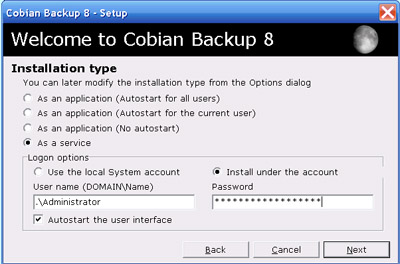 Cobian Backup 8 - Setup
Welcome to Cobian Backup 8
Installation type
You can later modify the installation type from the Options dialog
As an application (Autostart for all users)
As an application (Autostart for the current user)
As an application (No autostart)
As a service
Logon options
Use the local System account
Install under the account
User name (DOMAIN\Name)
Password
.\Administrator
******************
Autostart the user interface
Back
Cancel
Next